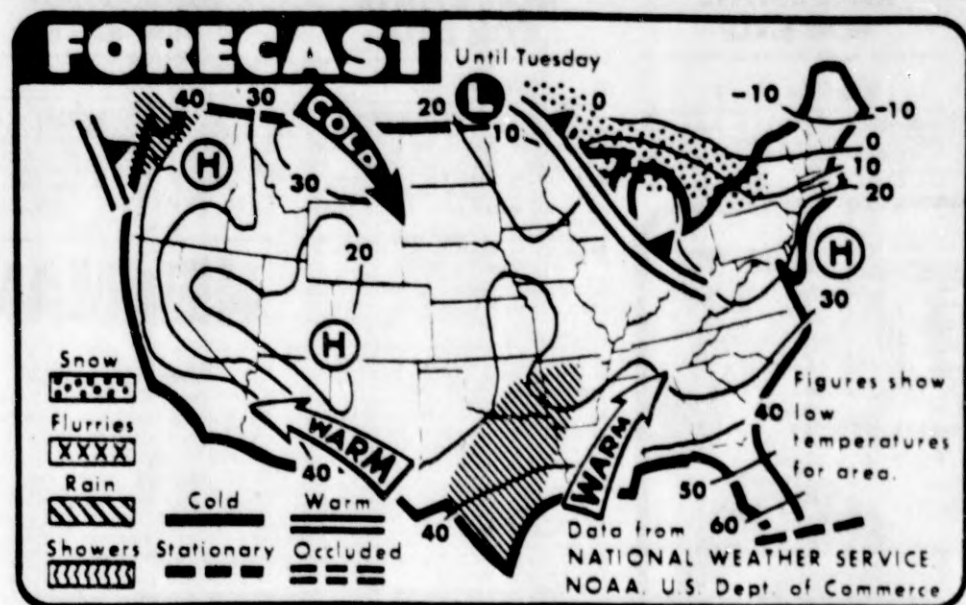 FORECAST
Until Tuesday
40
30
COLD
20
L
10
0
-10
-10
0
10
20
H
30
20
H
30
H
Snow
Flurries
Rain
Showers
Cold
Warm
Stationary
Occluded
WARM
40
40
WARM
40
50
60
Figures show
low
temperatures
for area.
Data from
NATIONAL WEATHER SERVICE,
NOAA, U.S. Dept. of Commerce